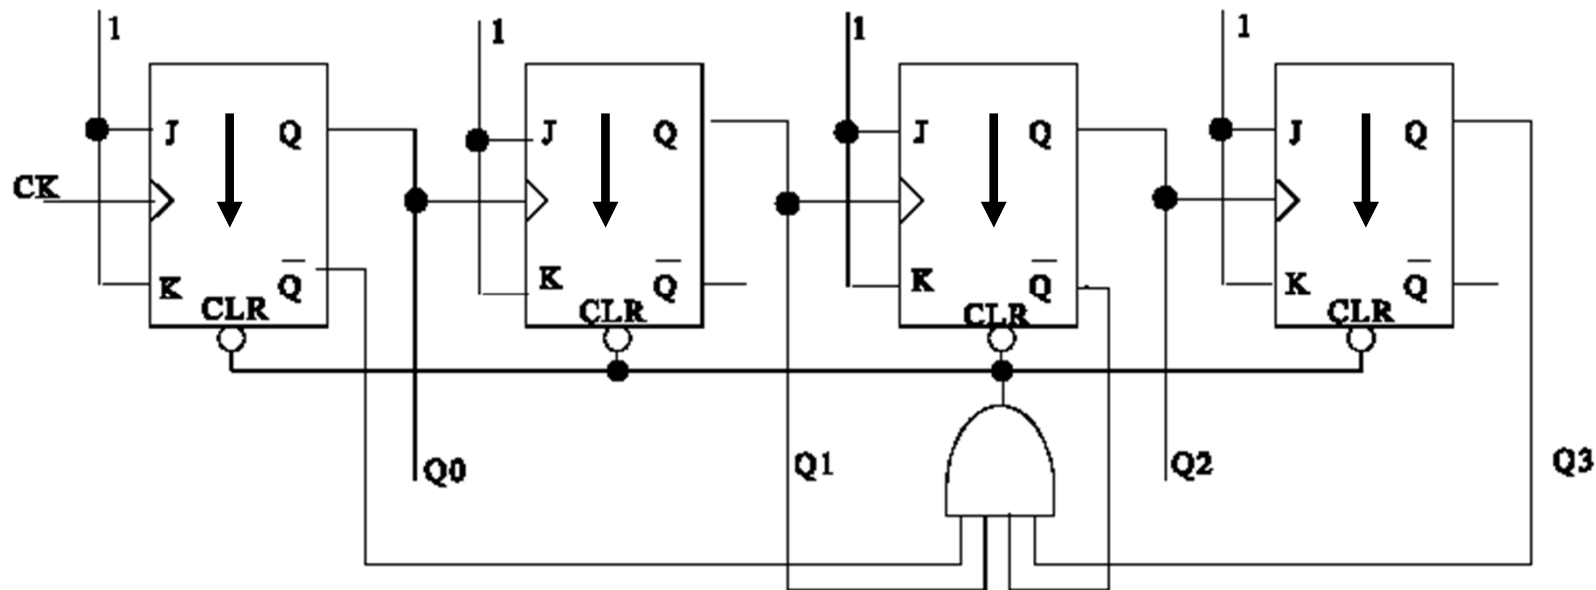 1 1 1 1
J Q J Q J Q J Q
CK
K Q̅ K Q̅ K Q̅ K Q̅
CLR CLR CLR CLR
Q0 Q1 Q2 Q3